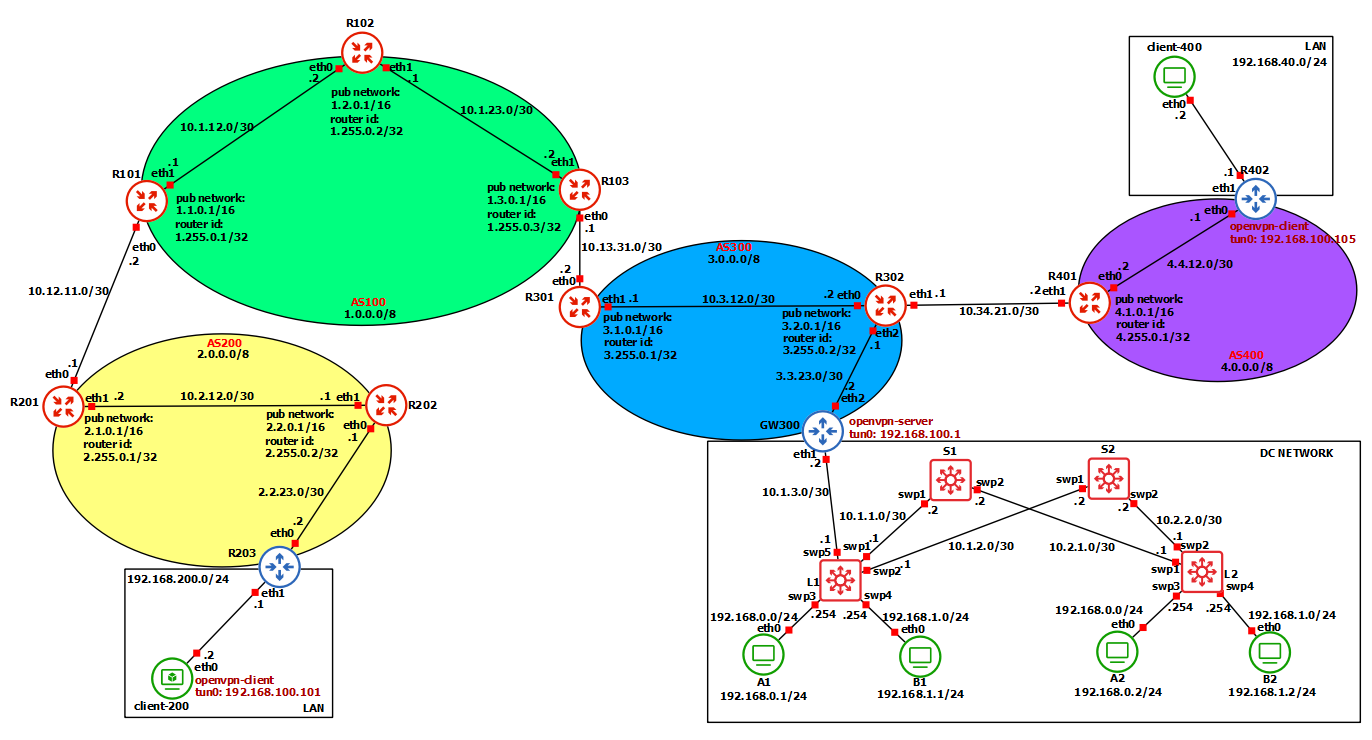 R102
eth0
.2
eth1
.1
pub network:
1.2.0.1/16
router id:
1.255.0.2/32
10.1.12.0/30
10.1.23.0/30
R101
.1
eth1
pub network:
1.1.0.1/16
router id:
1.255.0.1/32
eth0
.2
.2
eth1
R103
pub network:
1.3.0.1/16
router id:
1.255.0.3/32
eth0
.1
AS100
1.0.0.0/8
10.12.11.0/30
10.13.31.0/30
AS200
2.0.0.0/8
.1
eth0
R201
eth1
.2
10.2.12.0/30
.1
eth1
R202
pub network:
2.1.0.1/16
router id:
2.255.0.1/32
pub network:
2.2.0.1/16
router id:
2.255.0.2/32
eth0
.1
2.2.23.0/30
.2
eth0
R203
192.168.200.0/24
eth1
.1
.2
eth0
openvpn-client
tun0: 192.168.100.101
client-200
LAN
AS300
3.0.0.0/8
.2
eth0
R301
eth1
.1
10.3.12.0/30
.2
eth0
R302
eth1
.1
pub network:
3.1.0.1/16
router id:
3.255.0.1/32
pub network:
3.2.0.1/16
router id:
3.255.0.2/32
eth2
.1
3.3.23.0/30
.2
eth2
GW300
openvpn-server
tun0: 192.168.100.1
10.34.21.0/30
client-400
LAN
192.168.40.0/24
eth0
.2
.1
R402
eth1
.1
eth0
openvpn-client
tun0: 192.168.100.105
4.4.12.0/30
R401
.2
eth0
.2
eth1
pub network:
4.1.0.1/16
router id:
4.255.0.1/32
AS400
4.0.0.0/8
DC NETWORK
eth1
.2
10.1.3.0/30
.1
swp5
S1
swp1
.2
swp2
.2
S2
swp1
.2
swp2
.2
10.1.1.0/30
10.1.2.0/30
10.2.1.0/30
10.2.2.0/30
swp1
.1
swp2
.1
L1
swp3
.254
swp4
.254
.1
swp1
.1
swp2
L2
swp3
.254
swp4
.254
192.168.0.0/24
eth0
A1
192.168.0.1/24
192.168.1.0/24
eth0
B1
192.168.1.1/24
192.168.0.0/24
eth0
A2
192.168.0.2/24
192.168.1.0/24
eth0
B2
192.168.1.2/24